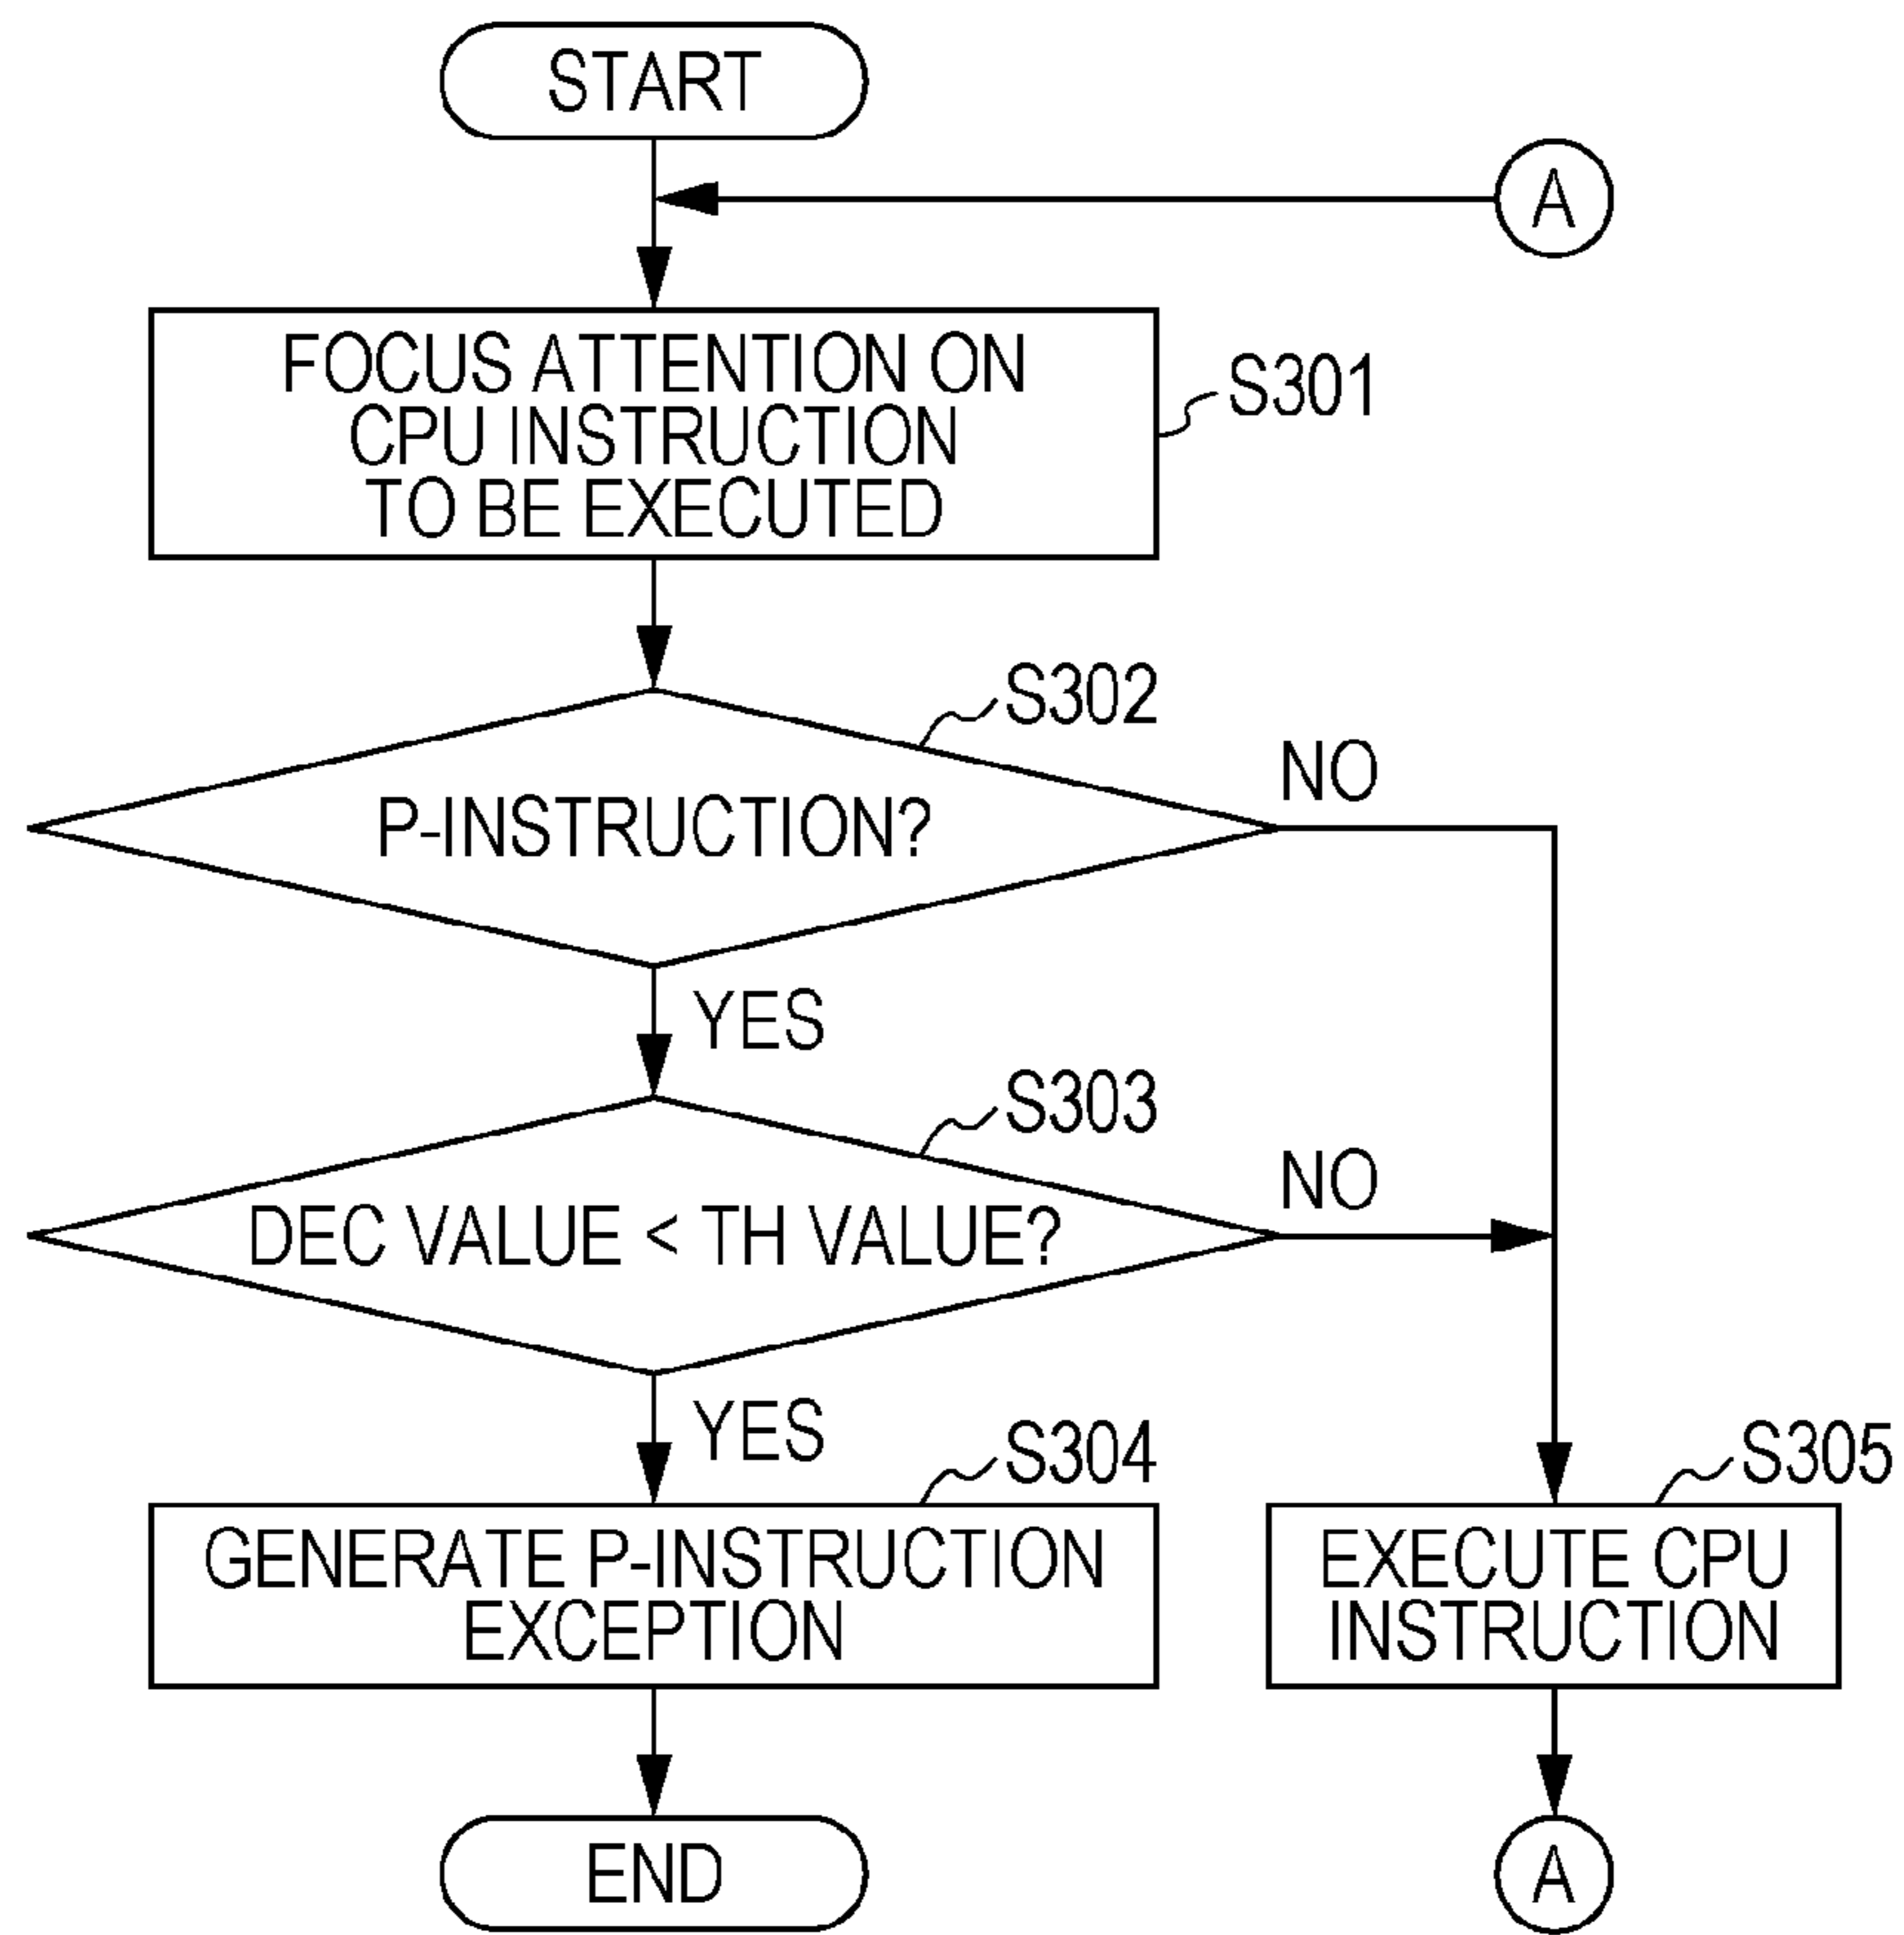 START
A
FOCUS ATTENTION ON
CPU INSTRUCTION
TO BE EXECUTED
S301
S302
P-INSTRUCTION?
NO
YES
S303
DEC VALUE < TH VALUE?
NO
YES
S304
GENERATE P-INSTRUCTION
EXCEPTION
S305
EXECUTE CPU
INSTRUCTION
END
A